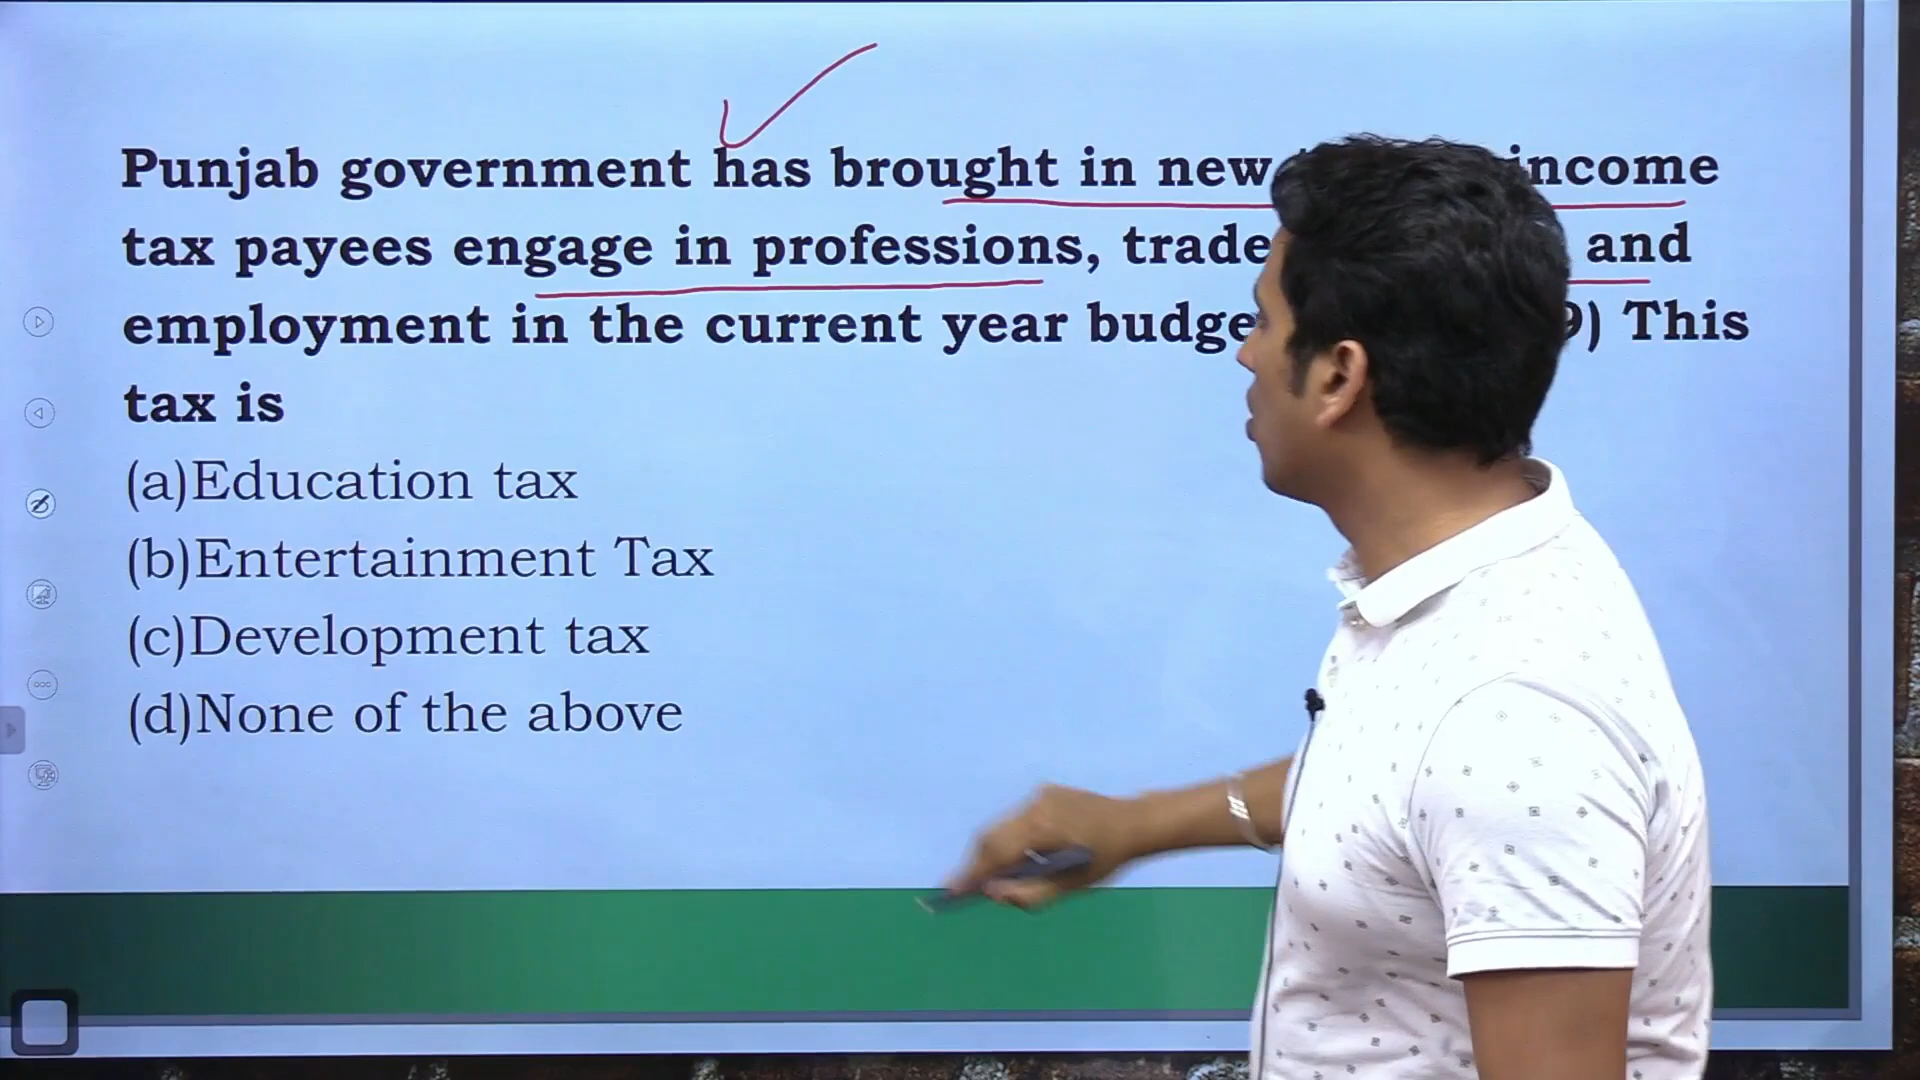 Punjab government has brought in new income
tax payees engage in professions, trade and
employment in the current year 9) This
tax is
(a)Education tax
(b)Entertainment Tax
(c)Development tax
(d)None of the above